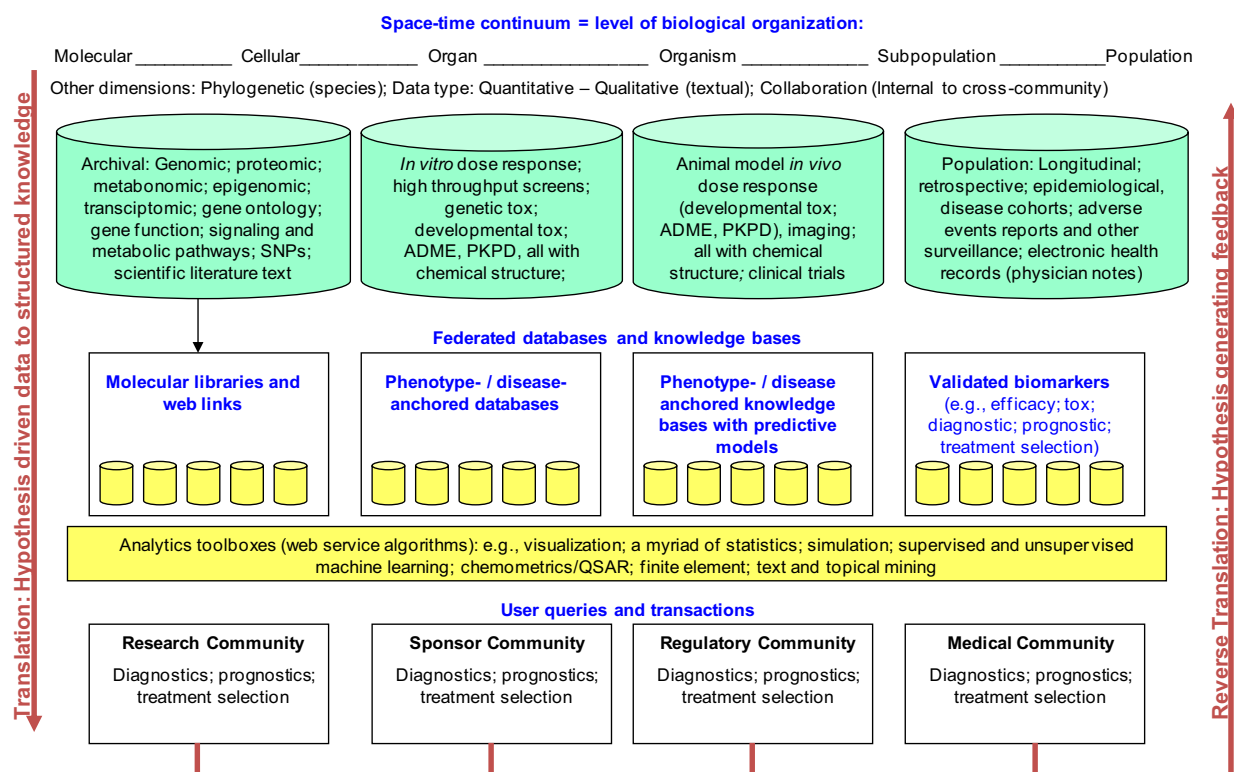 Space-time continuum = level of biological organization:
Molecular __________ Cellular____________ Organ _________________ Organism _____________ Subpopulation ___________Population
Other dimensions: Phylogenetic (species); Data type: Quantitative – Qualitative (textual); Collaboration (Internal to cross-community)
Translation: Hypothesis driven data to structured knowledge
Archival: Genomic; proteomic;
metabonomic; epigenomic;
transciptomic; gene ontology;
gene function; signaling and
metabolic pathways; SNPs;
scientific literature text
In vitro dose response;
high throughput screens;
genetic tox;
developmental tox;
ADME, PKPD, all with
chemical structure;
Animal model in vivo
dose response
(developmental tox;
ADME, PKPD), imaging;
all with chemical
structure; clinical trials
Population: Longitudinal;
retrospective; epidemiological,
disease cohorts; adverse
events reports and other
surveillance; electronic health
records (physician notes)
Reverse Translation: Hypothesis generating feedback
Federated databases and knowledge bases
Molecular libraries and
web links
Phenotype- / disease-
anchored databases
Phenotype- / disease
anchored knowledge
bases with predictive
models
Validated biomarkers
(e.g., efficacy; tox;
diagnostic; prognostic;
treatment selection)
Analytics toolboxes (web service algorithms): e.g., visualization; a myriad of statistics; simulation; supervised and unsupervised
machine learning; chemometrics/QSAR; finite element; text and topical mining
User queries and transactions
Research Community
Diagnostics; prognostics;
treatment selection
Sponsor Community
Diagnostics; prognostics;
treatment selection
Regulatory Community
Diagnostics; prognostics;
treatment selection
Medical Community
Diagnostics; prognostics;
treatment selection